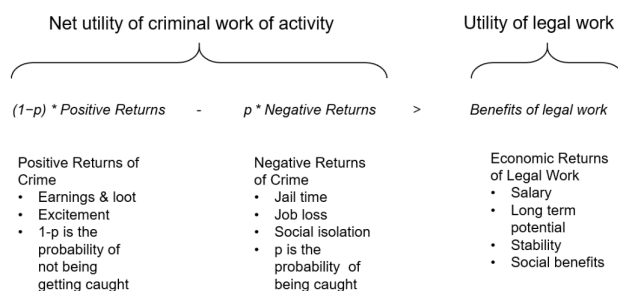 Net utility of criminal work of activity
Utility of legal work
(1−p) * Positive Returns - p * Negative Returns > Benefits of legal work
Positive Returns of
Crime
• Earnings & loot
• Excitement
• 1-p is the
probability of
not being
getting caught
Negative Returns
of Crime
• Jail time
• Job loss
• Social isolation
• p is the
probability of
being caught
Economic Returns
of Legal Work
• Salary
• Long term
potential
• Stability
• Social benefits